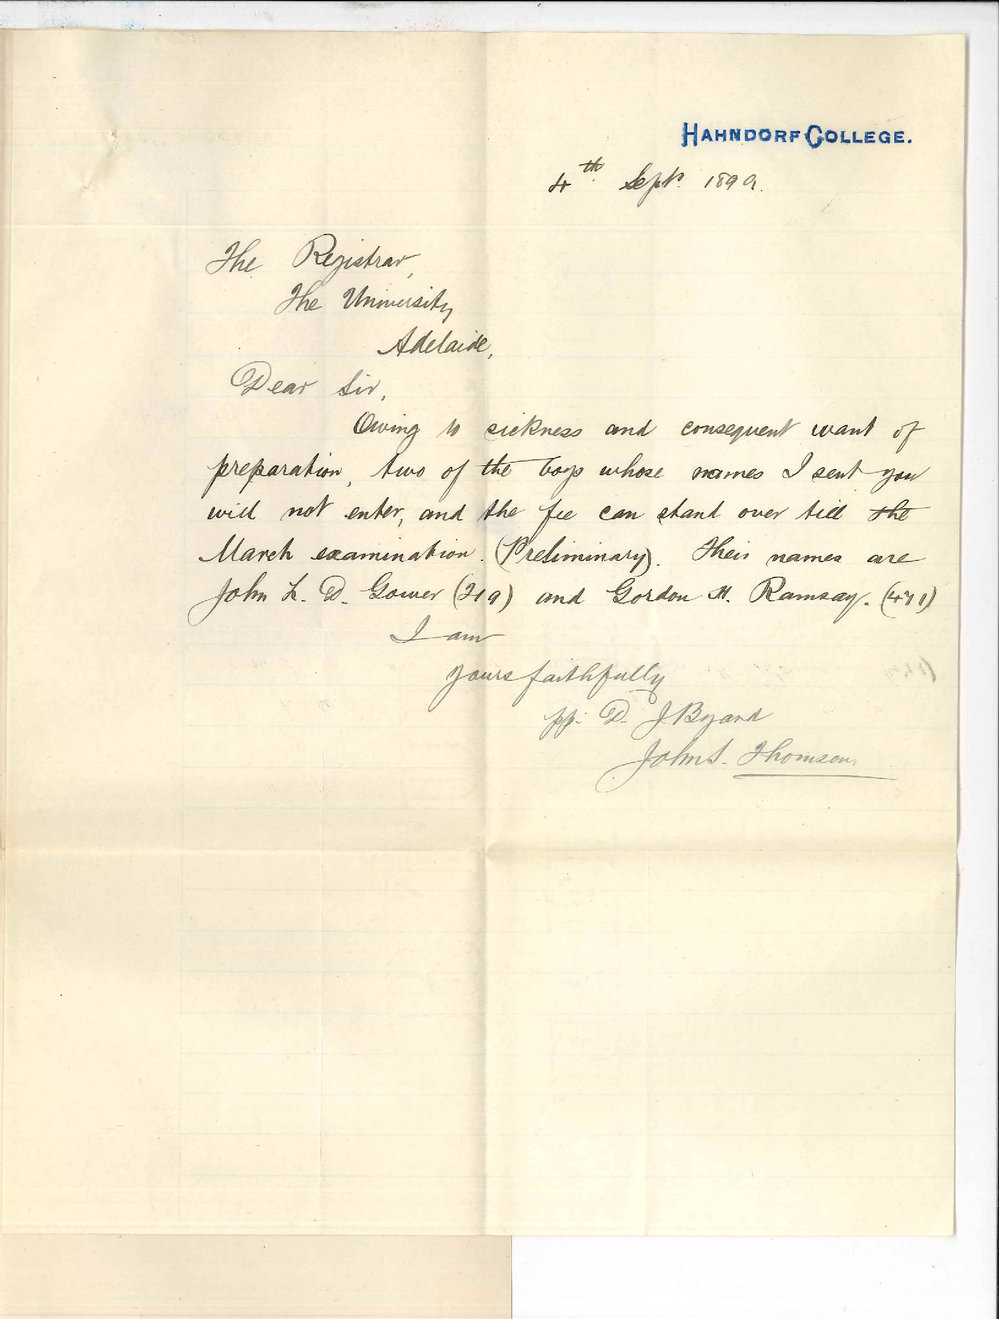 HAHNDORF COLLEGE.
4th Sept. 1899.
The Registrar,
The University,
Adelaide,
Dear Sir,
Owing to sickness and consequent want of
preparation, two of the boys whose names I sent you
will not enter, and the fee can stand over till the
March examination. (Preliminary). Their names are
John L. D. Gower (219) and Gordon H. Ramsay. (471)
I am
Yours faithfully
pp. D. J Byard
John S. Thomson.